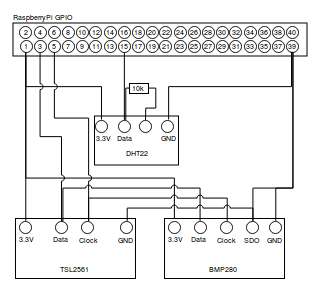 RaspberryPi GPIO
2 4 6 8 10 12 14 16 18 20 22 24 26 28 30 32 34 36 38 40
1 3 5 7 9 11 13 15 17 19 21 23 25 27 29 31 33 35 37 39
10k
3.3V Data GND
DHT22
3.3V Data Clock GND
TSL2561
3.3V Data Clock SDO GND
BMP280